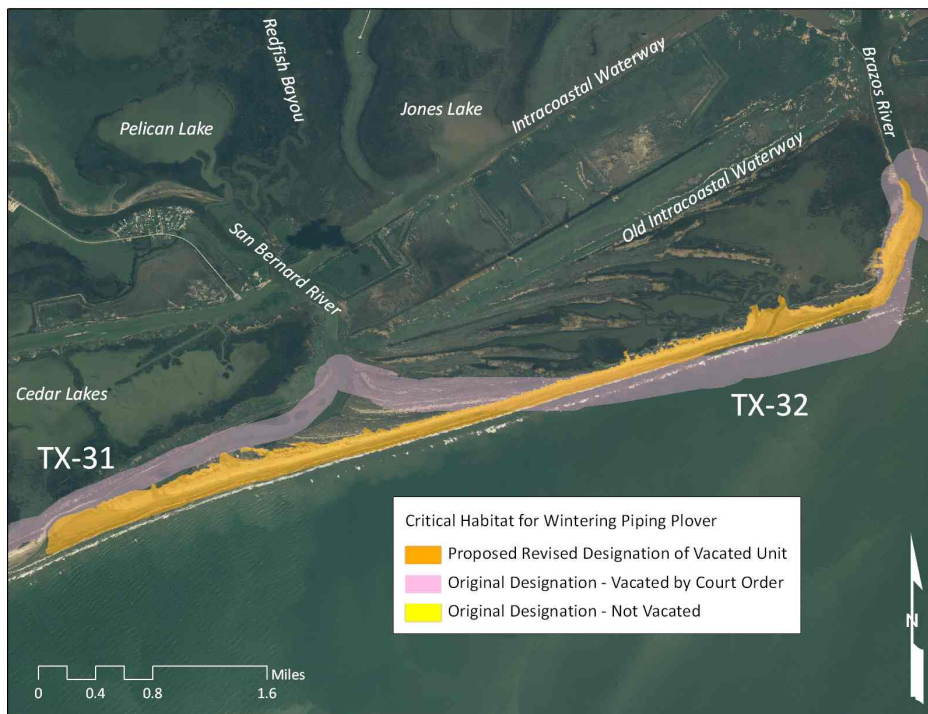 Redfish Bayou
Pelican Lake
Jones Lake
Intracoastal Waterway
Brazos River
Old Intracoastal Waterway
San Bernard River
Cedar Lakes
TX-32
TX-31
Critical Habitat for Wintering Piping Plover
Proposed Revised Designation of Vacated Unit
Original Designation - Vacated by Court Order
Original Designation - Not Vacated
N
Miles
0 0.4 0.8 1.6